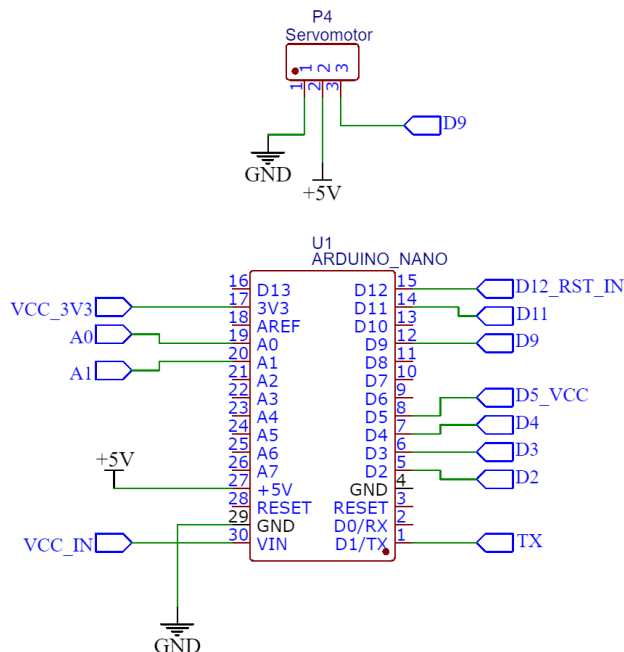 P4
Servomotor
1 2 3
1 2 3
D9
GND
+5V
U1
ARDUINO_NANO
16 D13 D12 15 D12_RST_IN
VCC_3V3 17 3V3 D11 14 D11
18 AREF D10 13
A0 19 A0 D9 12 D9
A1 20 A1 D8 11
21 A2 D7 10
22 A3 D6 9
23 A4 D5 8 D5_VCC
24 A5 D4 7 D4
25 A6 D3 6 D3
+5V 26 A7 D2 5 D2
27 +5V GND 4
28 RESET RESET 3
29 GND D0/RX 2
VCC_IN 30 VIN D1/TX 1 TX
GND